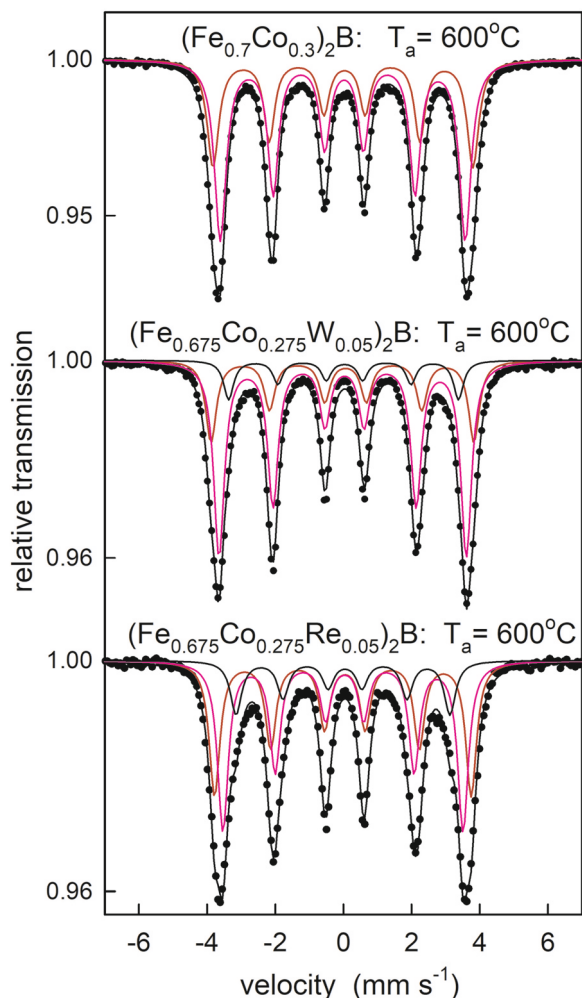 (Fe₀.₇Co₀.₃)₂B: Tₐ = 600°C
1.00
0.95
(Fe₀.₆₇₅Co₀.₂₇₅W₀.₀₅)₂B: Tₐ = 600°C
1.00
0.96
(Fe₀.₆₇₅Co₀.₂₇₅Re₀.₀₅)₂B: Tₐ = 600°C
1.00
0.96
relative transmission
-6 -4 -2 0 2 4 6
velocity (mm s⁻¹)